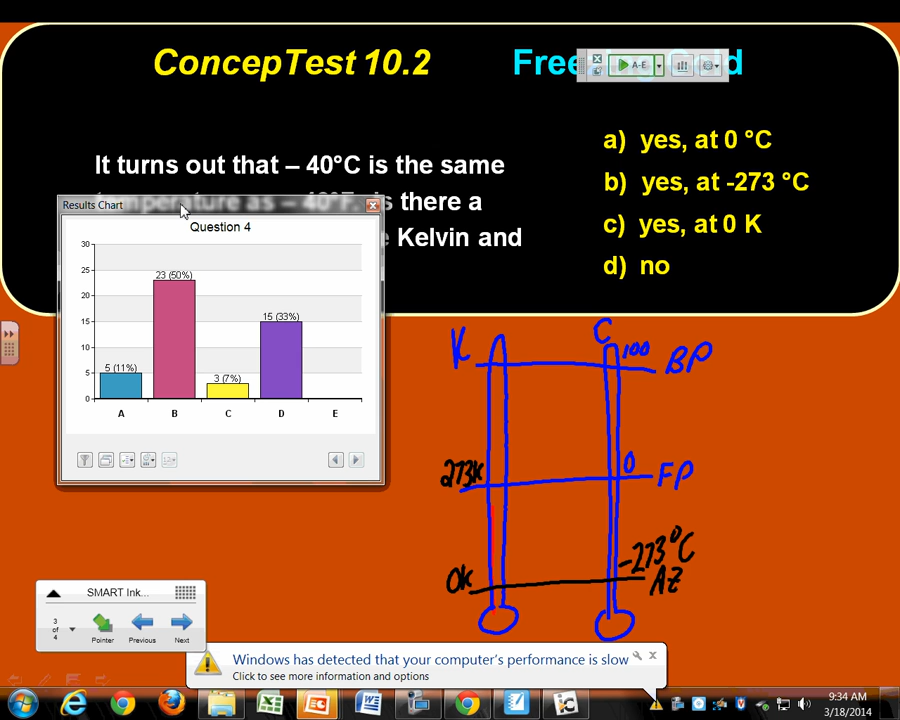 ConcepTest 10.2
A-E
It turns out that – 40°C is the same
temperature as – 40°F. Is there a
Kelvin and
a) yes, at 0 °C
b) yes, at -273 °C
c) yes, at 0 K
d) no
Results Chart
Question 4
30
25
20
15
10
5
0
5 (11%)
23 (50%)
3 (7%)
15 (33%)
A
B
C
D
E
K
C
100
BP
273K
0
FP
-273°C
0K
AZ
SMART Ink...
3
of
4
Pointer
Previous
Next
Windows has detected that your computer's performance is slow
Click to see more information and options
9:34 AM
3/18/2014